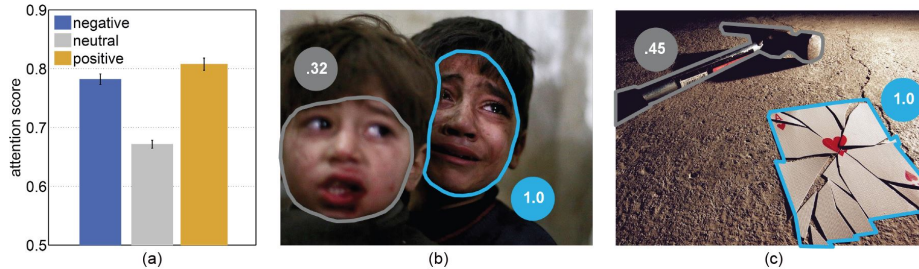 0.9
0.8
0.7
0.6
0.5
attention score
negative
neutral
positive
(a)
.32
1.0
(b)
.45
1.0
(c)